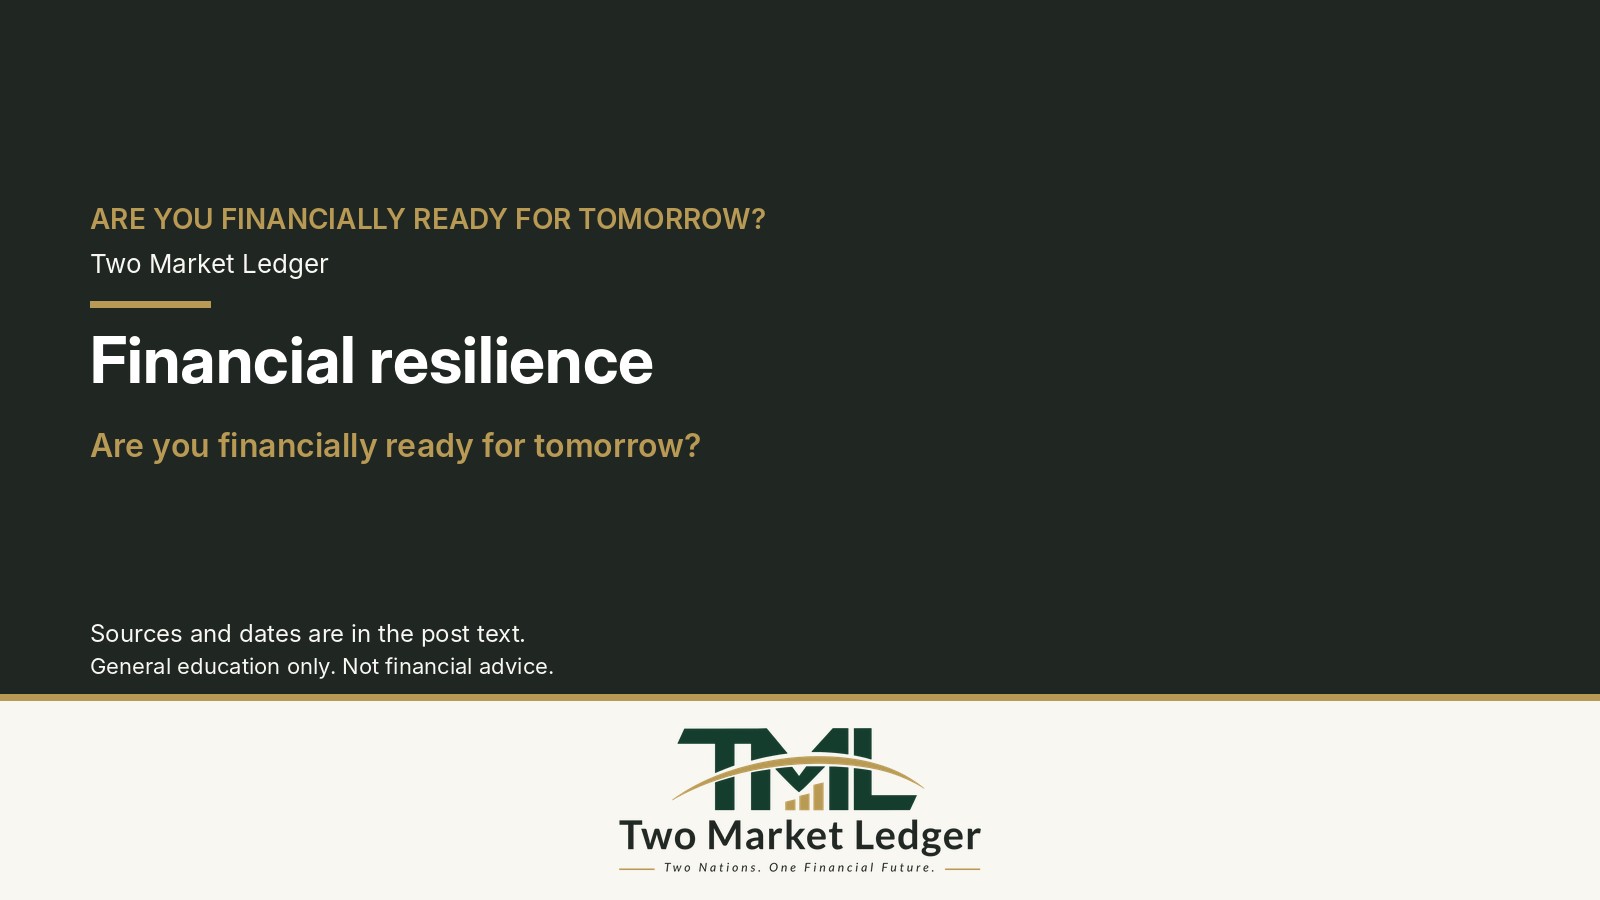 ARE YOU FINANCIALLY READY FOR TOMORROW?
Two Market Ledger
Financial resilience
Are you financially ready for tomorrow?
Sources and dates are in the post text.
General education only. Not financial advice.
TML
Two Market Ledger
Two Nations. One Financial Future.